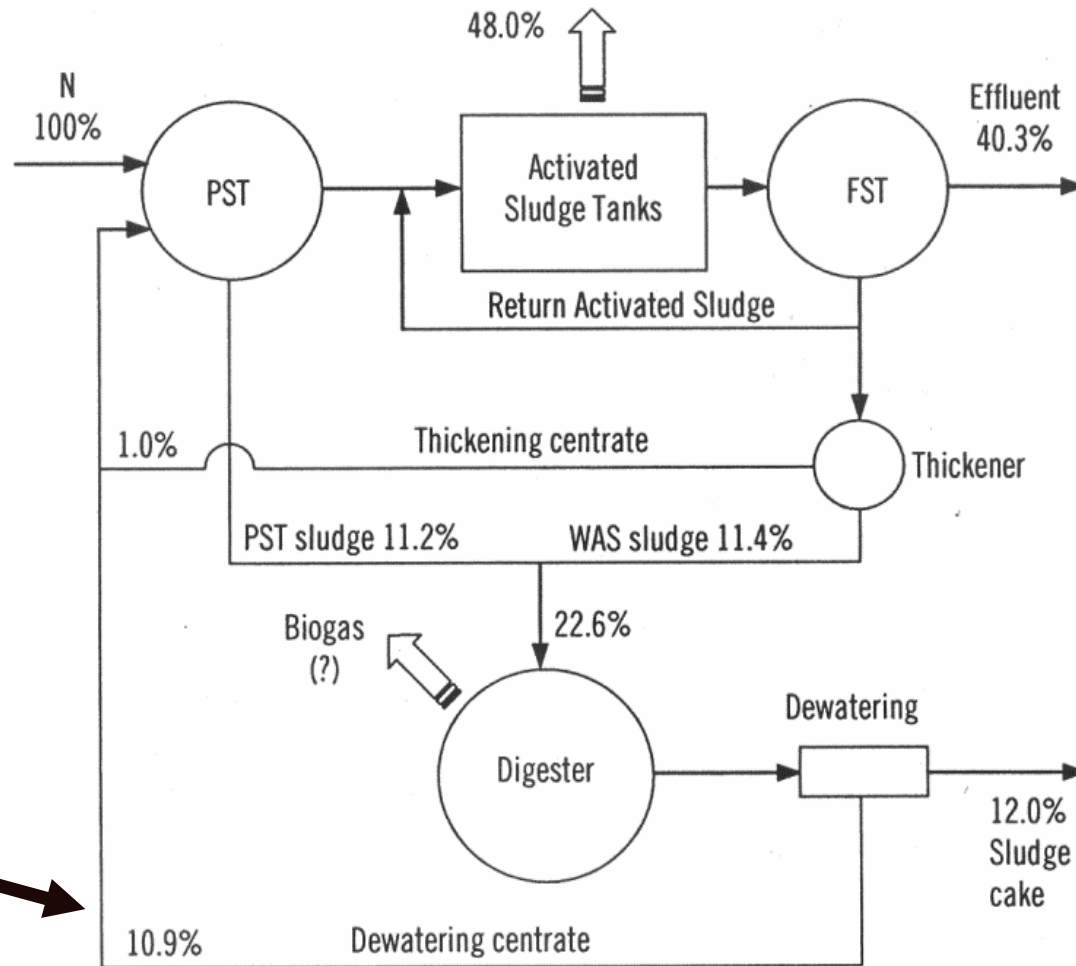 48.0%
N
100%
PST
Activated
Sludge Tanks
FST
Effluent
40.3%
Return Activated Sludge
1.0%
Thickening centrate
Thickener
PST sludge 11.2%
WAS sludge 11.4%
22.6%
Biogas
(?)
Digester
Dewatering
12.0%
Sludge
cake
10.9%
Dewatering centrate